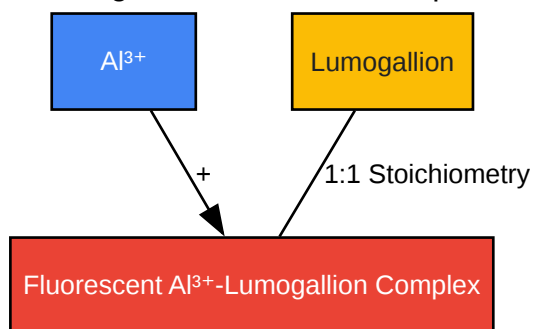 Al³⁺
Lumogallion
+
1:1 Stoichiometry
Fluorescent Al³⁺-Lumogallion Complex